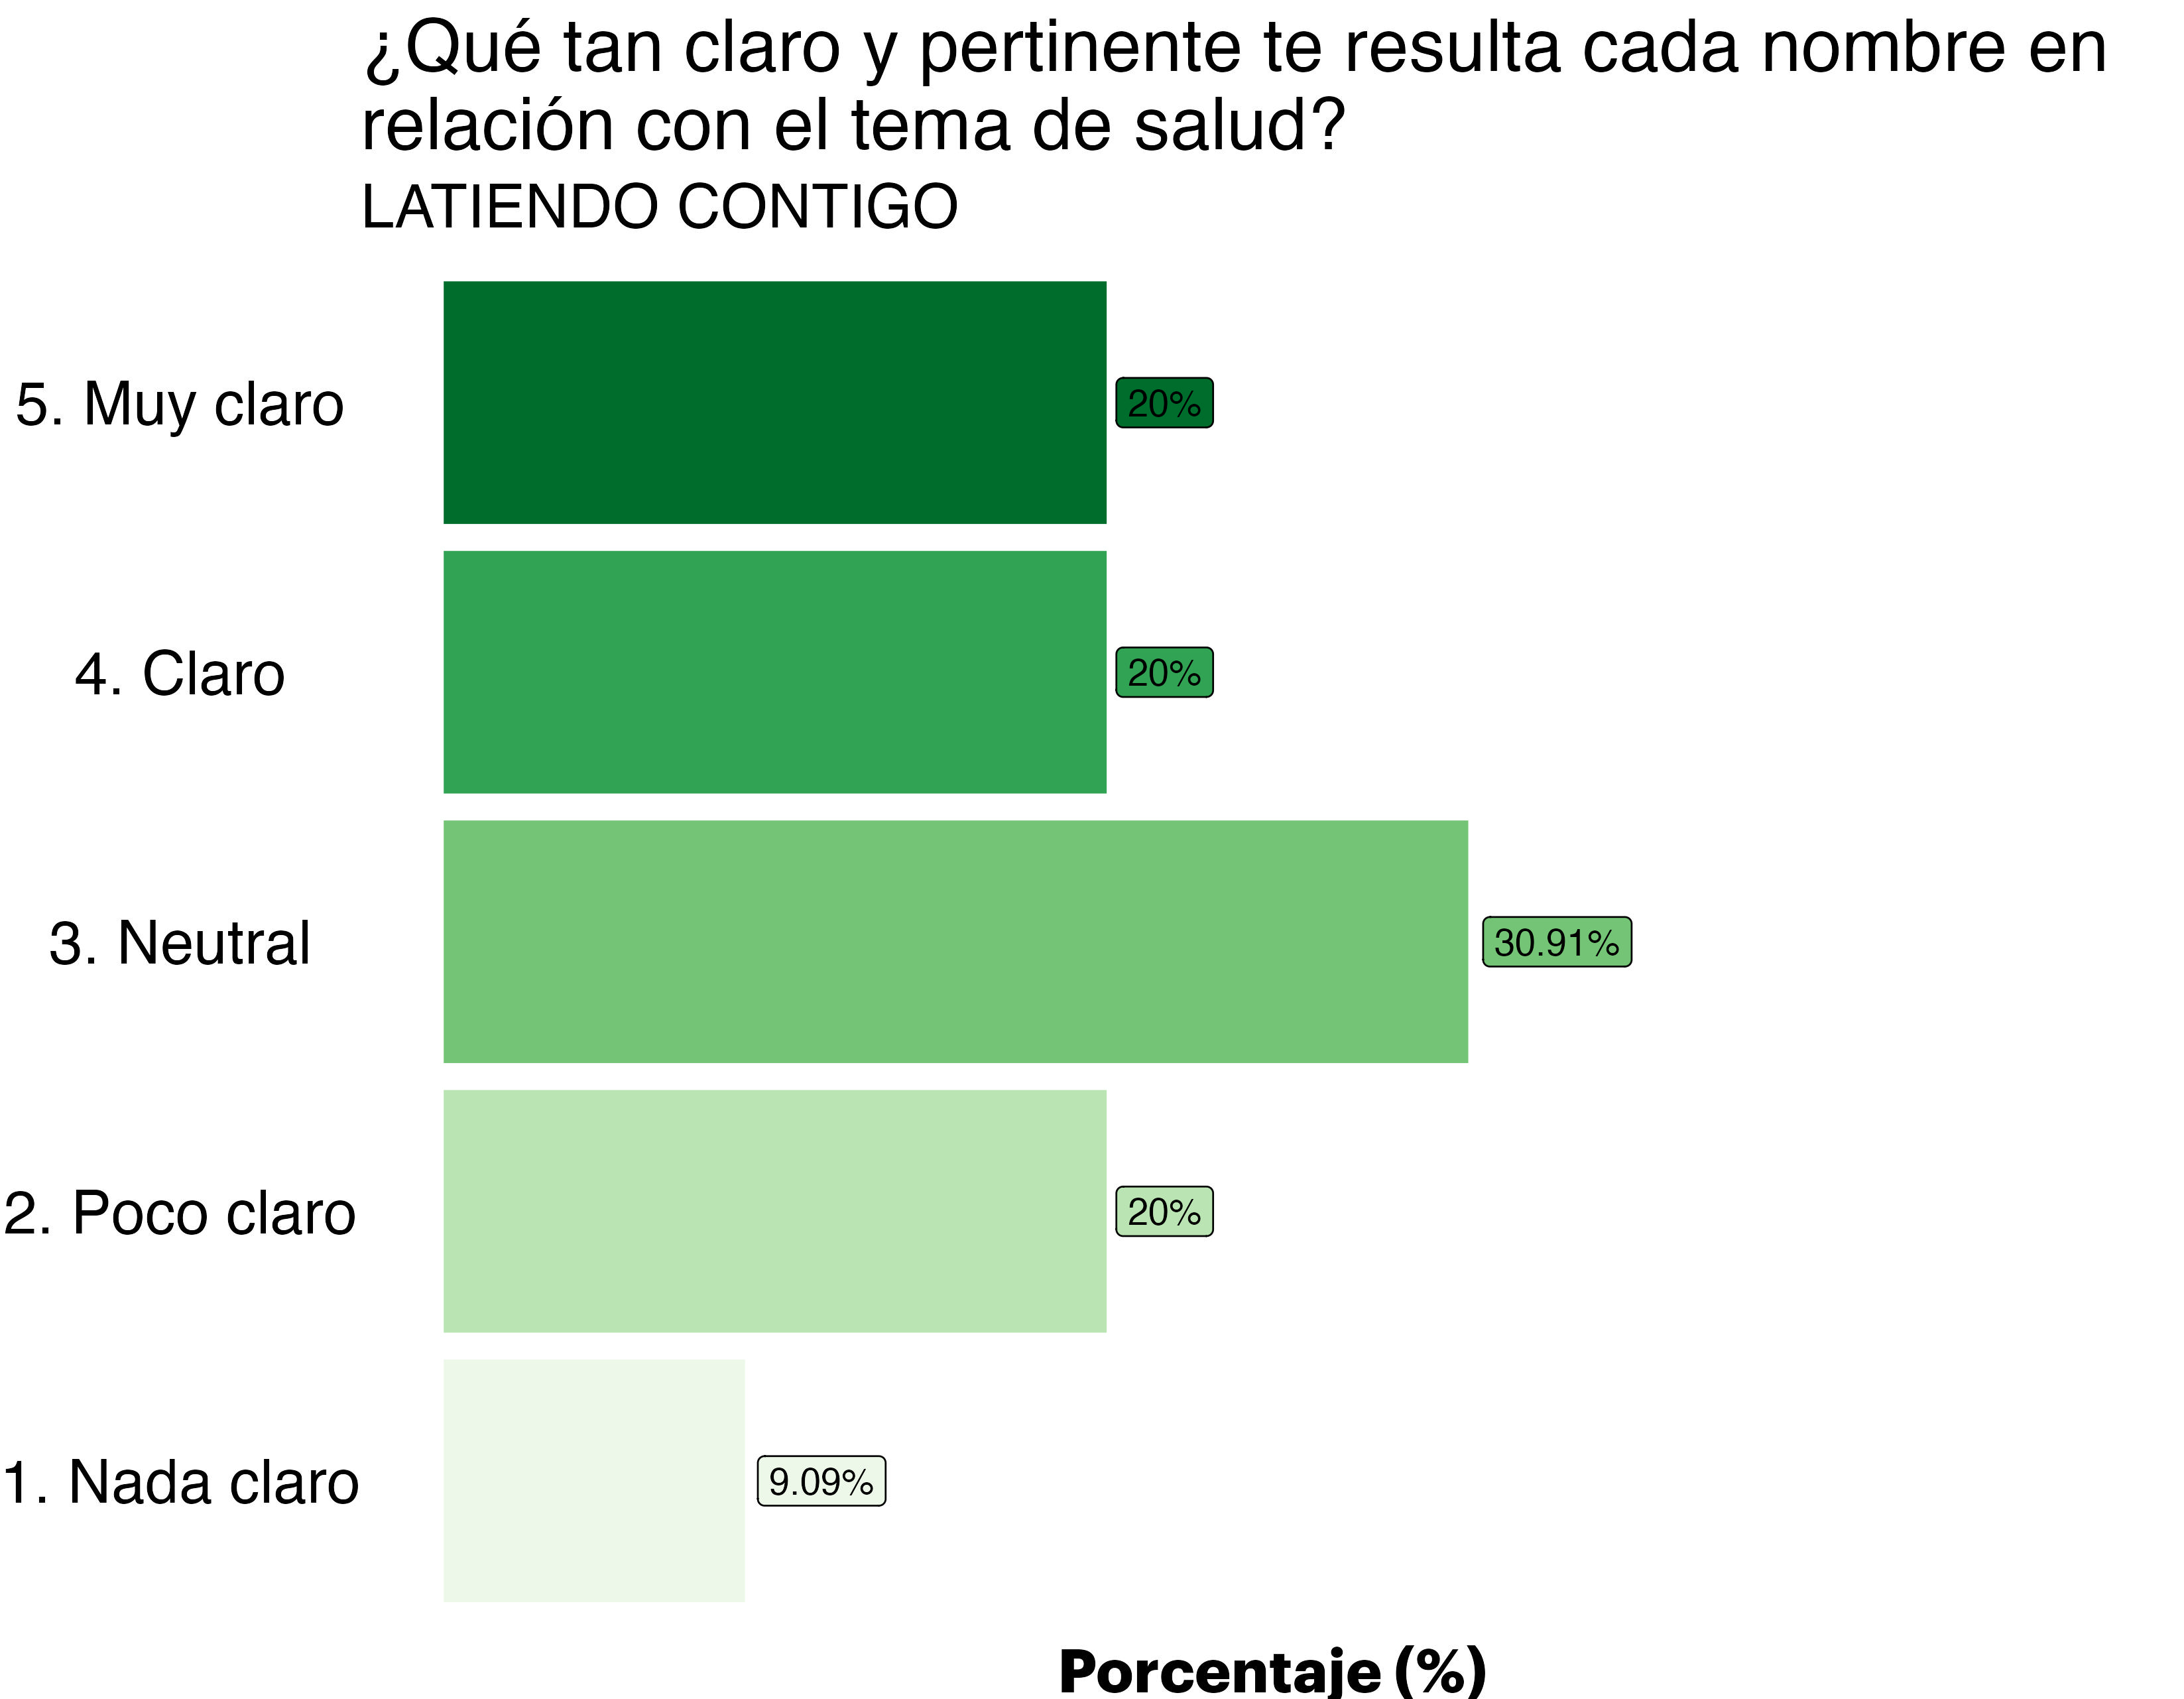 ¿Qué tan claro y pertinente te resulta cada nombre en
relación con el tema de salud?
LATIENDO CONTIGO
5. Muy claro
20%
4. Claro
20%
3. Neutral
30.91%
2. Poco claro
20%
1. Nada claro
9.09%
Porcentaje (%)